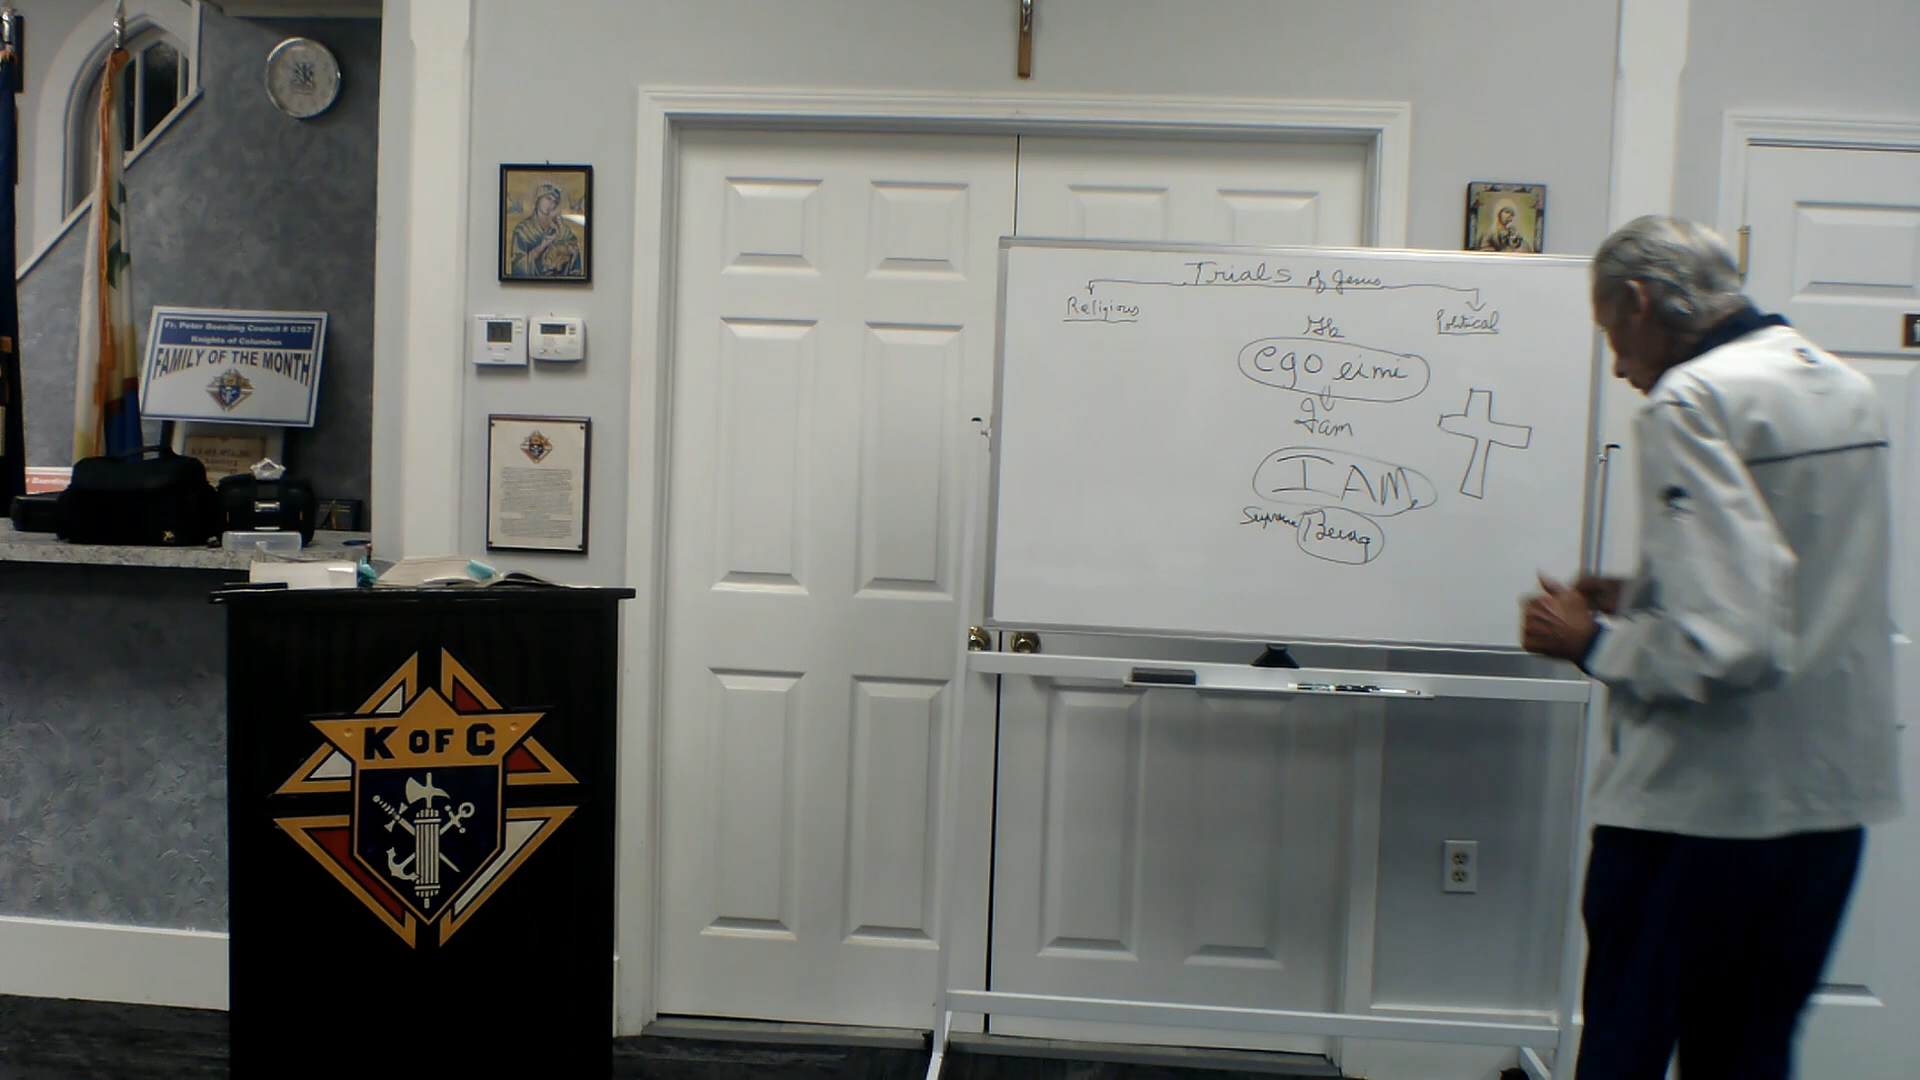 Fr. Peter Boerding Council # 6357
Knights of Columbus
FAMILY OF THE MONTH
K OF C
Trials of Jesus
Religious
Political
Gk
ego eimi
I am
I AM
Supreme Being